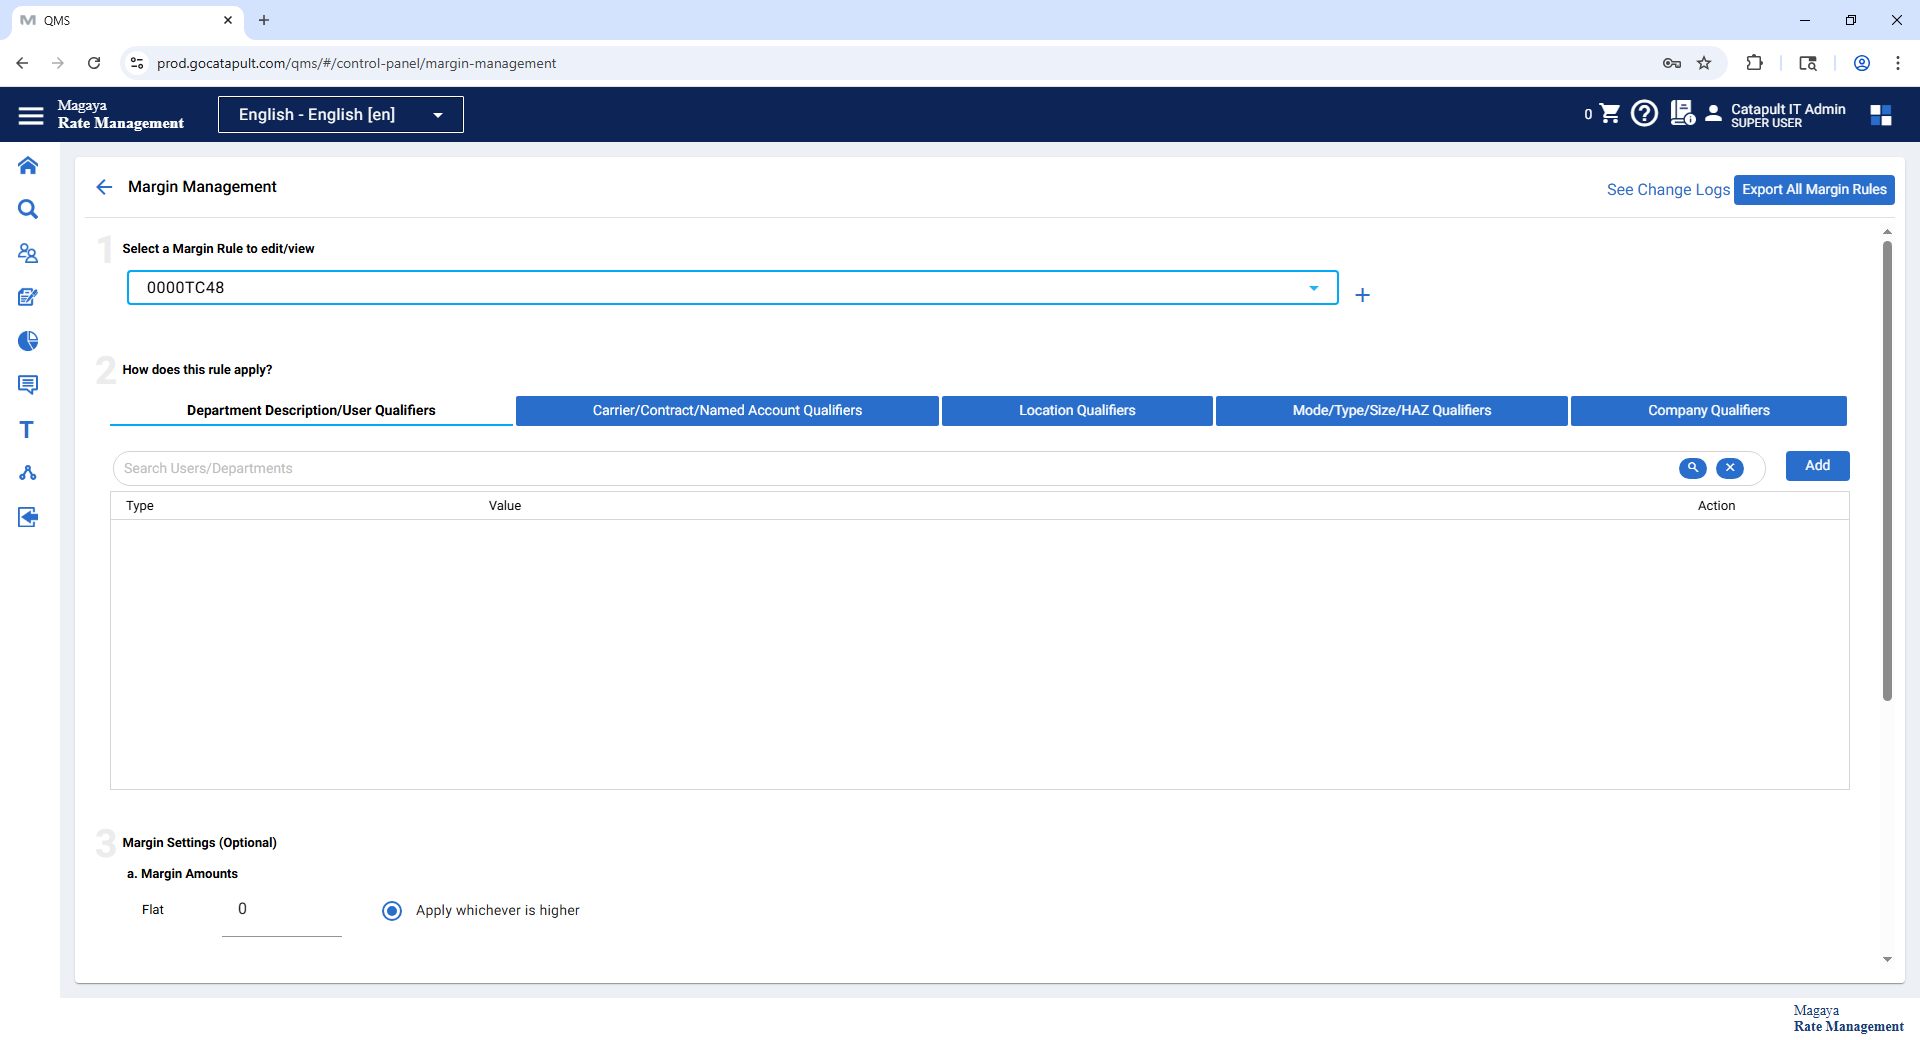 QMS
prod.gocatapult.com/qms/#/control-panel/margin-management
Magaya
Rate Management
English - English [en]
0
Catapult IT Admin
SUPER USER
Margin Management
See Change Logs
Export All Margin Rules
1
Select a Margin Rule to edit/view
0000TC48
2
How does this rule apply?
Department Description/User Qualifiers
Carrier/Contract/Named Account Qualifiers
Location Qualifiers
Mode/Type/Size/HAZ Qualifiers
Company Qualifiers
Search Users/Departments
Add
Type
Value
Action
3
Margin Settings (Optional)
a. Margin Amounts
Flat
0
Apply whichever is higher
Magaya
Rate Management